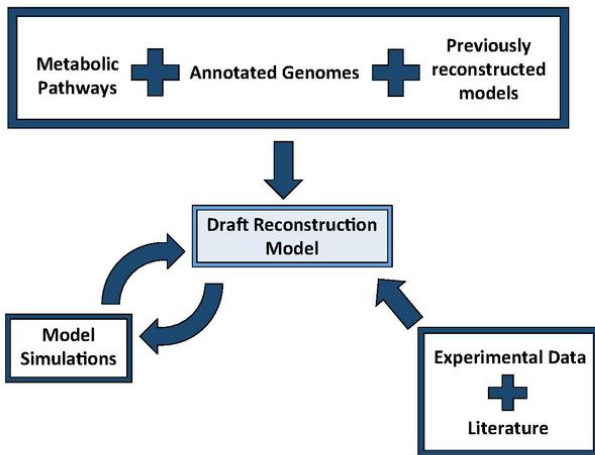 Metabolic
Pathways
Annotated Genomes
Previously
reconstructed
models
Draft Reconstruction
Model
Model
Simulations
Experimental Data
Literature